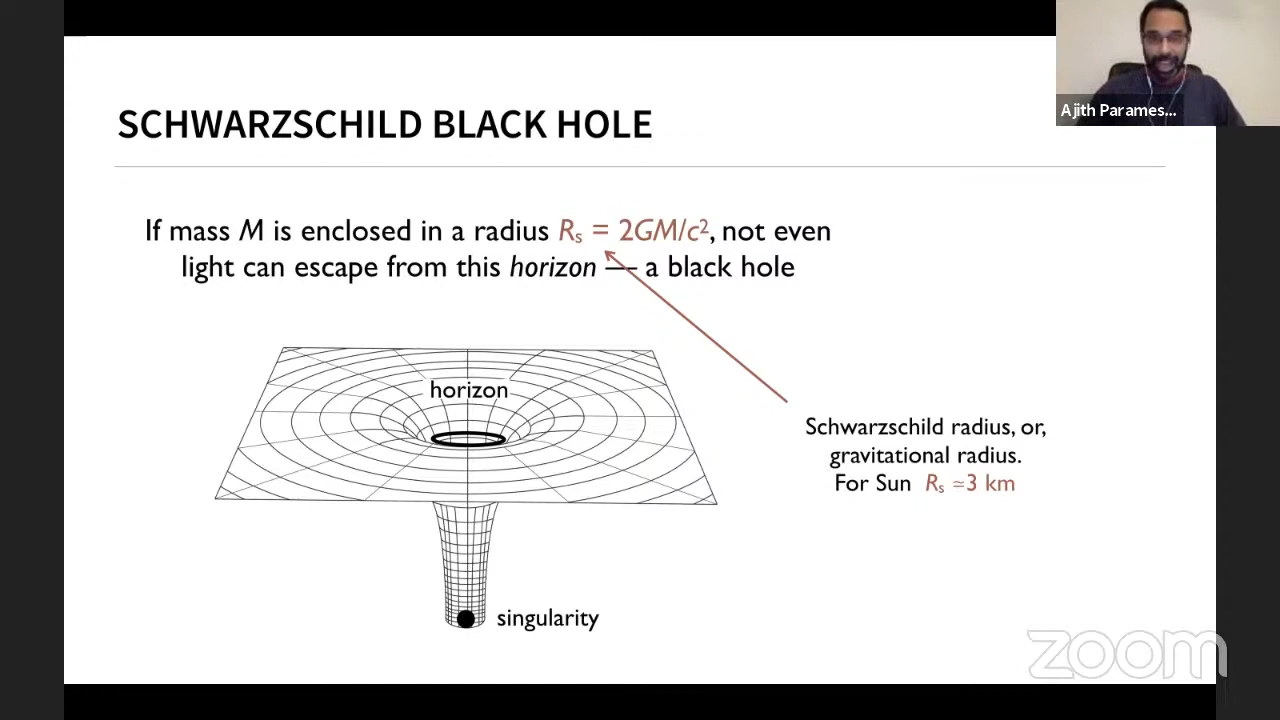 Ajith Parames...
SCHWARZSCHILD BLACK HOLE
If mass M is enclosed in a radius Rₛ = 2GM/c², not even
light can escape from this horizon — a black hole
horizon
Schwarzschild radius, or,
gravitational radius.
For Sun Rₛ ≃3 km
singularity
zoom